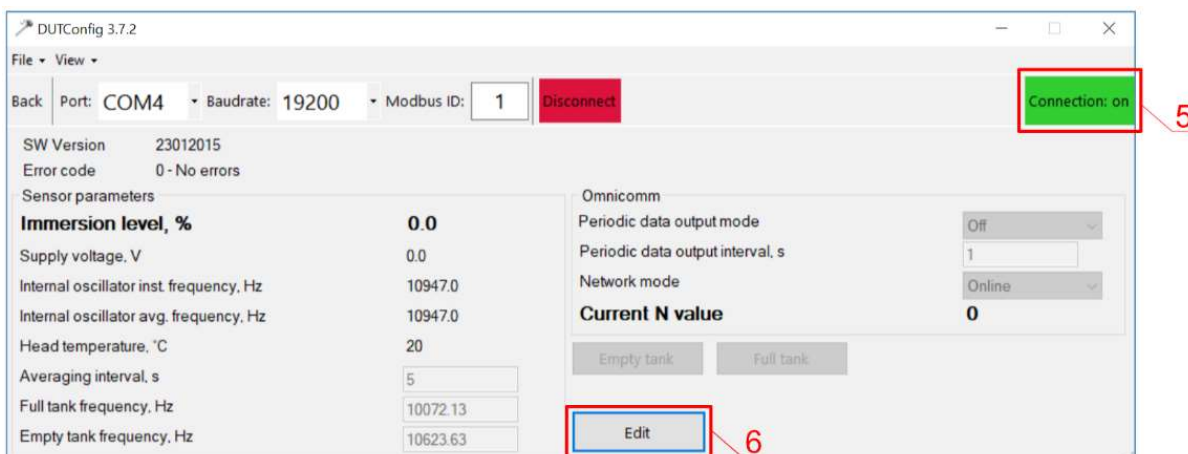 DUTConfig 3.7.2
File View
Back Port: COM4 Baudrate: 19200 Modbus ID: 1 Disconnect Connection: on
5
SW Version 23012015
Error code 0 - No errors
Sensor parameters
Immersion level, % 0.0
Supply voltage, V 0.0
Internal oscillator inst. frequency, Hz 10947.0
Internal oscillator avg. frequency, Hz 10947.0
Head temperature, °C 20
Averaging interval, s 5
Full tank frequency, Hz 10072.13
Empty tank frequency, Hz 10623.63
Omnicomm
Periodic data output mode Off
Periodic data output interval, s 1
Network mode Online
Current N value 0
Empty tank Full tank
Edit
6